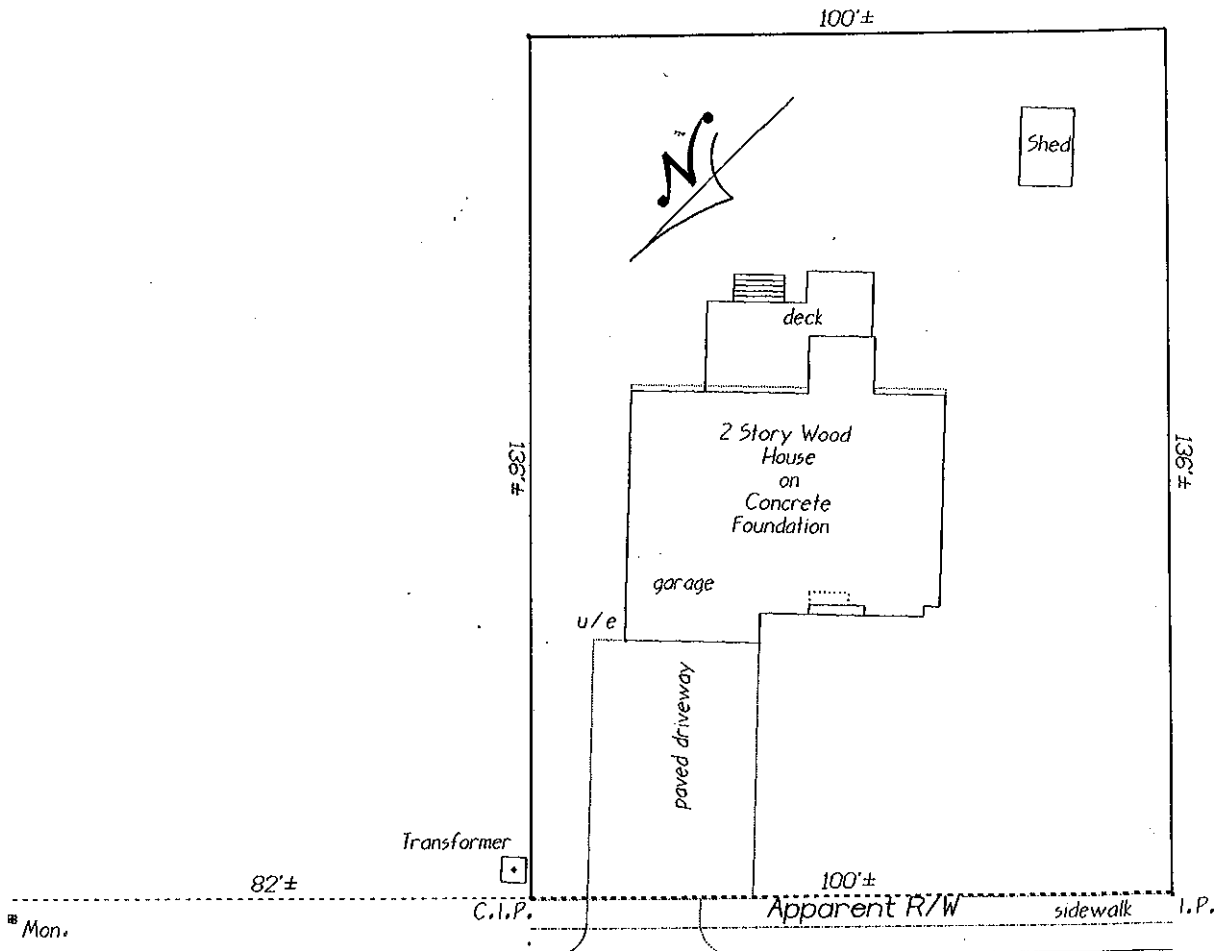 100'±
N
Shed
deck
136'±
136'±
2 Story Wood
House
on
Concrete
Foundation
garage
u/e
paved driveway
Transformer
82'±
100'±
C.I.P.
Apparent R/W
sidewalk
I.P.
Mon.